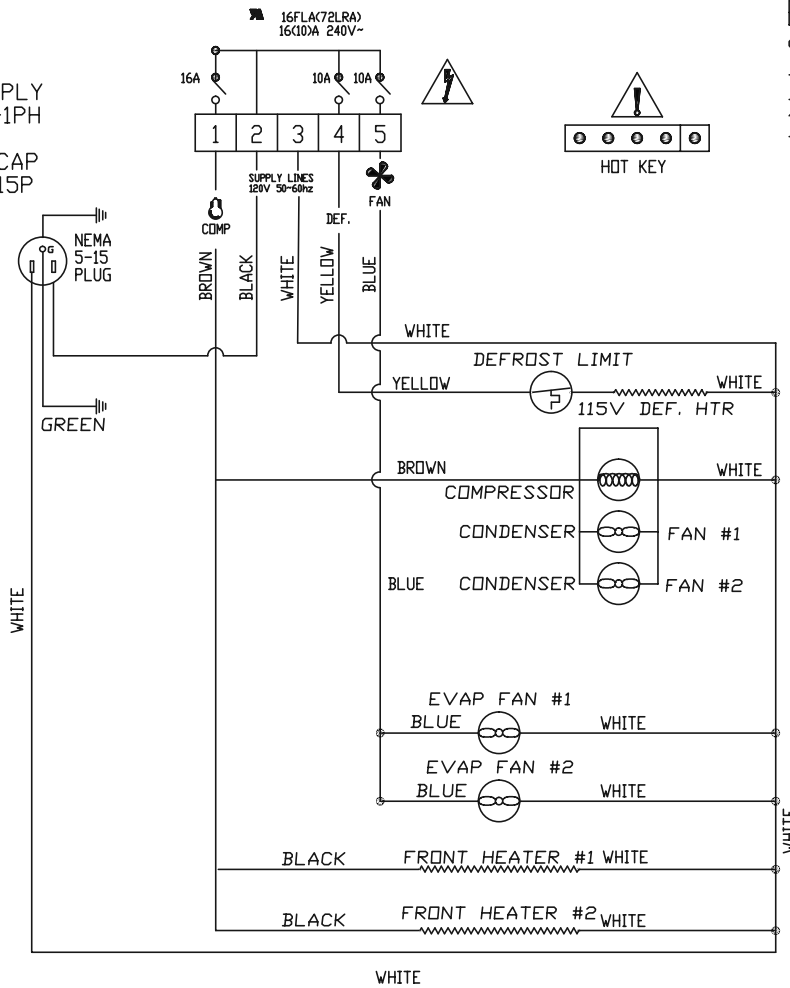 16FLA(72LRA)
16(10)A 240V~
16A
10A
10A
PLY
-1PH
CAP
15P
1 2 3 4 5
SUPPLY LINES
120V 50~60hz
HOT KEY
FAN
DEF.
COMP
G
NEMA
5-15
PLUG
BROWN
BLACK
WHITE
YELLOW
BLUE
WHITE
DEFROST LIMIT
YELLOW
WHITE
115V DEF. HTR
GREEN
BROWN
WHITE
COMPRESSOR
CONDENSER FAN #1
BLUE
CONDENSER FAN #2
WHITE
EVAP FAN #1
BLUE
WHITE
EVAP FAN #2
BLUE
WHITE
WHITE
BLACK
FRONT HEATER #1 WHITE
BLACK
FRONT HEATER #2 WHITE
WHITE